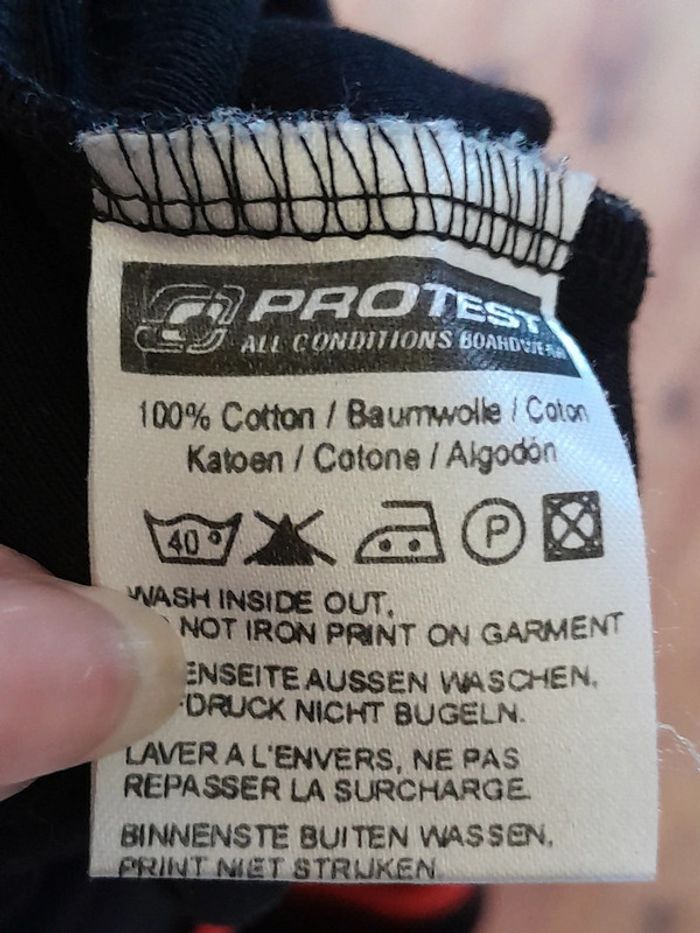 PROTEST
ALL CONDITIONS BOARDWEAR
100% Cotton / Baumwolle / Coton
Katoen / Cotone / Algodón
40° P
WASH INSIDE OUT,
NOT IRON PRINT ON GARMENT
ENSEITE AUSSEN WASCHEN,
DRUCK NICHT BUGELN.
LAVER A L'ENVERS, NE PAS
REPASSER LA SURCHARGE
BINNENSTE BUITEN WASSEN,
PRINT NIET STRIJKEN.